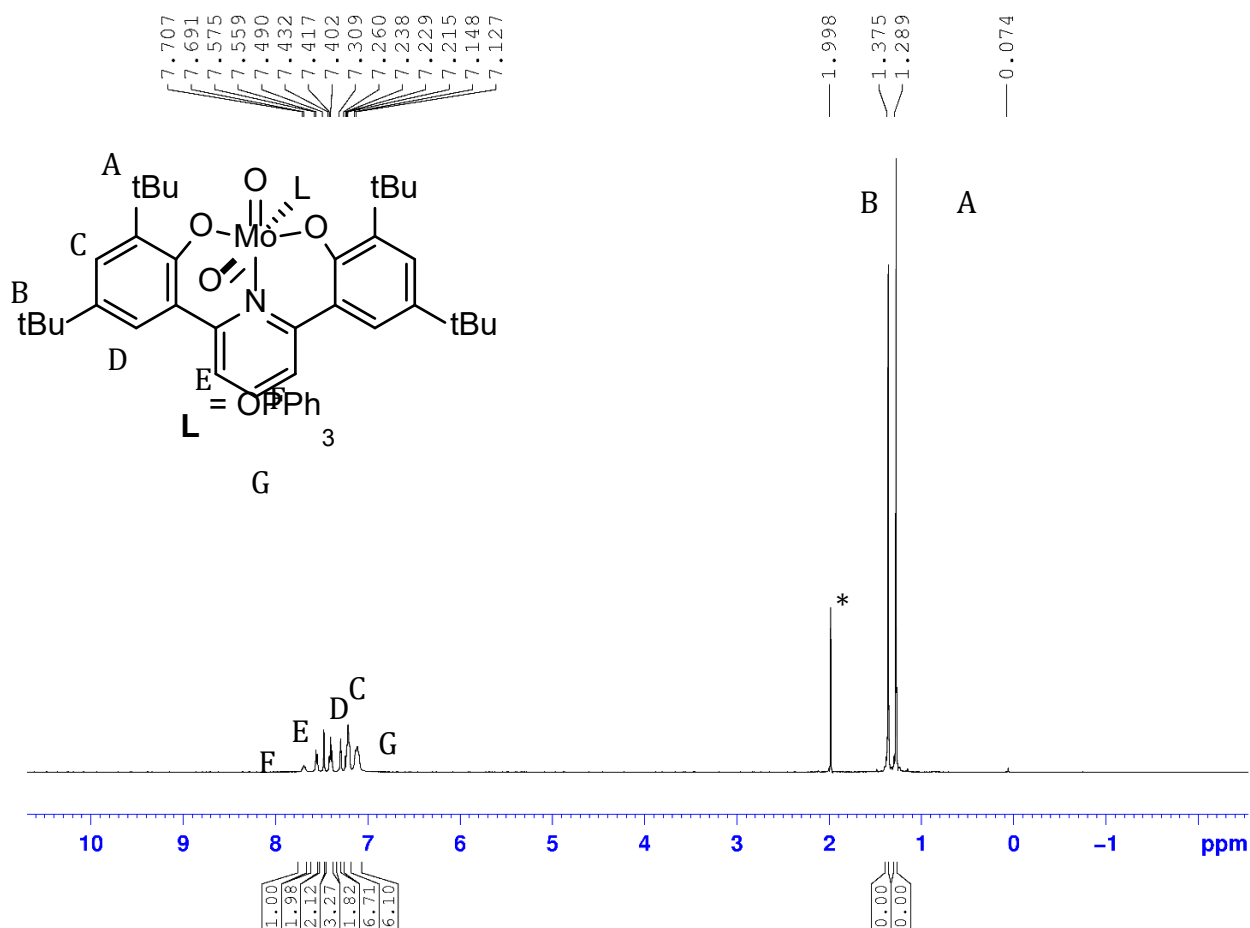 7.707
7.691
7.575
7.559
7.490
7.432
7.417
7.402
7.309
7.260
7.238
7.229
7.215
7.148
7.127
1.998
1.375
1.289
0.074
A
tBu O L tBu
O Mo O
C
O
B N
tBu tBu
D
E F
L = OPPh3
G
B A
*
C
D
E G
F
10 9 8 7 6 5 4 3 2 1 0 −1 ppm
1.00
1.98
2.12
3.27
1.82
6.71
6.10
0.00
0.00